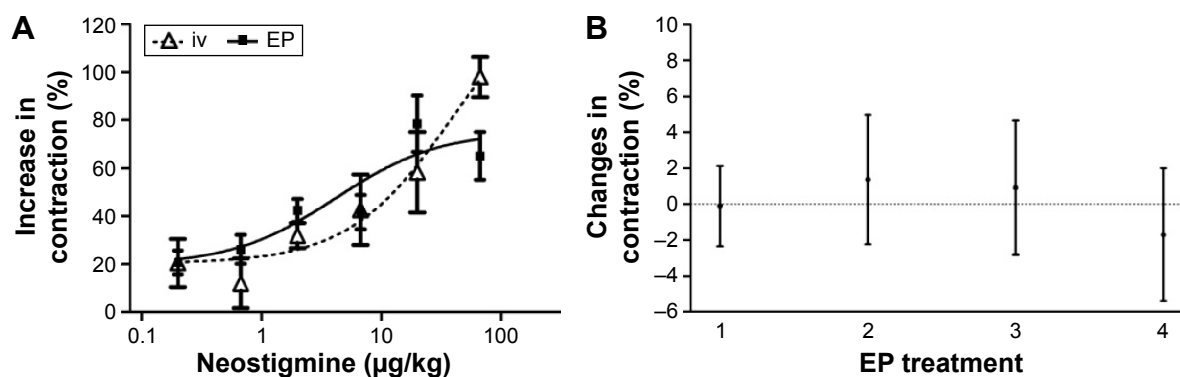 A
iv EP
Increase in
contraction (%)
120
100
80
60
40
20
0
0.1 1 10 100
Neostigmine (µg/kg)
B
Changes in
contraction (%)
10
8
6
4
2
0
–2
–4
–6
1 2 3 4
EP treatment